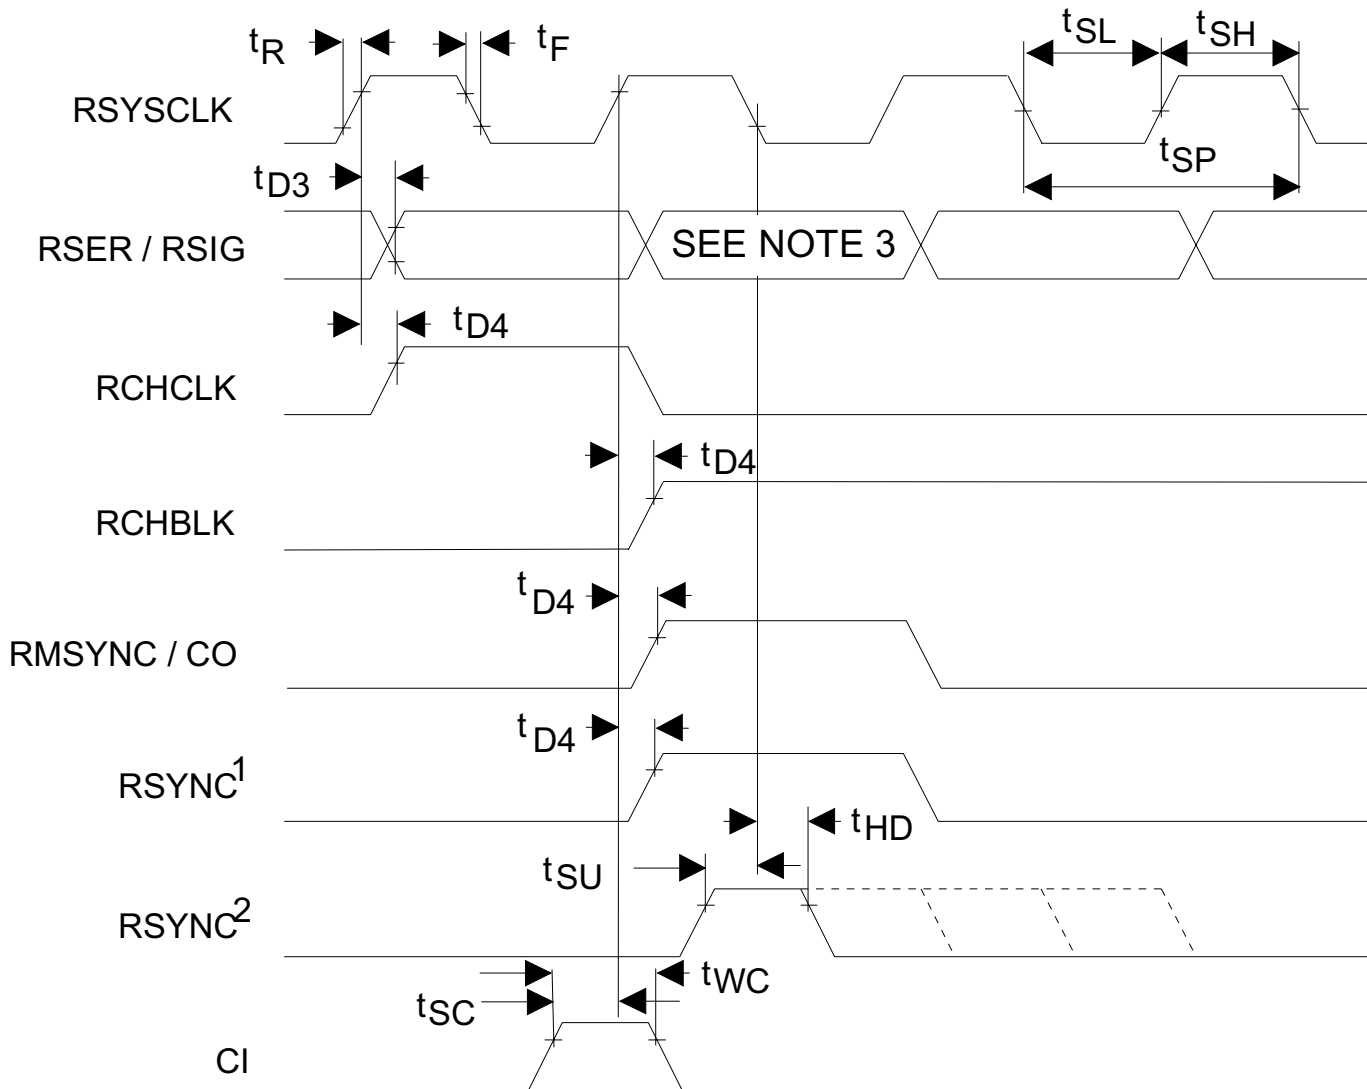 tR
tF
tSL
tSH
RSYSCLK
tSP
tD3
RSER / RSIG
SEE NOTE 3
tD4
RCHCLK
tD4
RCHBLK
tD4
RMSYNC / CO
tD4
RSYNC1
tHD
tSU
RSYNC2
tWC
tSC
CI